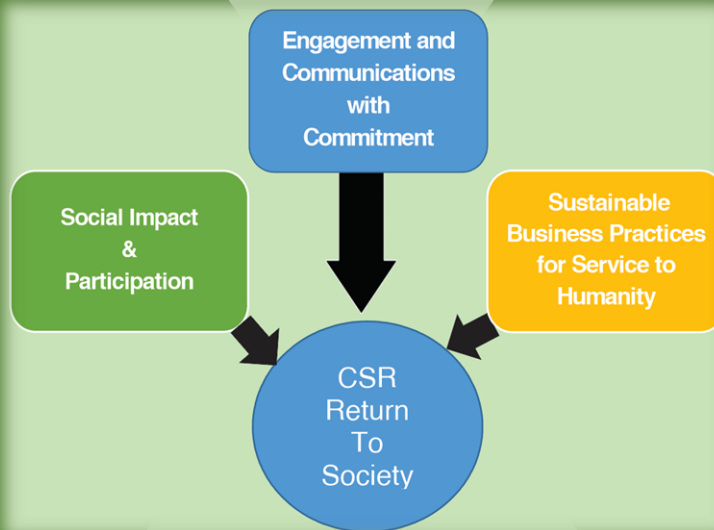 Engagement and
Communications
with
Commitment
Social Impact
&
Participation
Sustainable
Business Practices
for Service to
Humanity
CSR
Return
To
Society